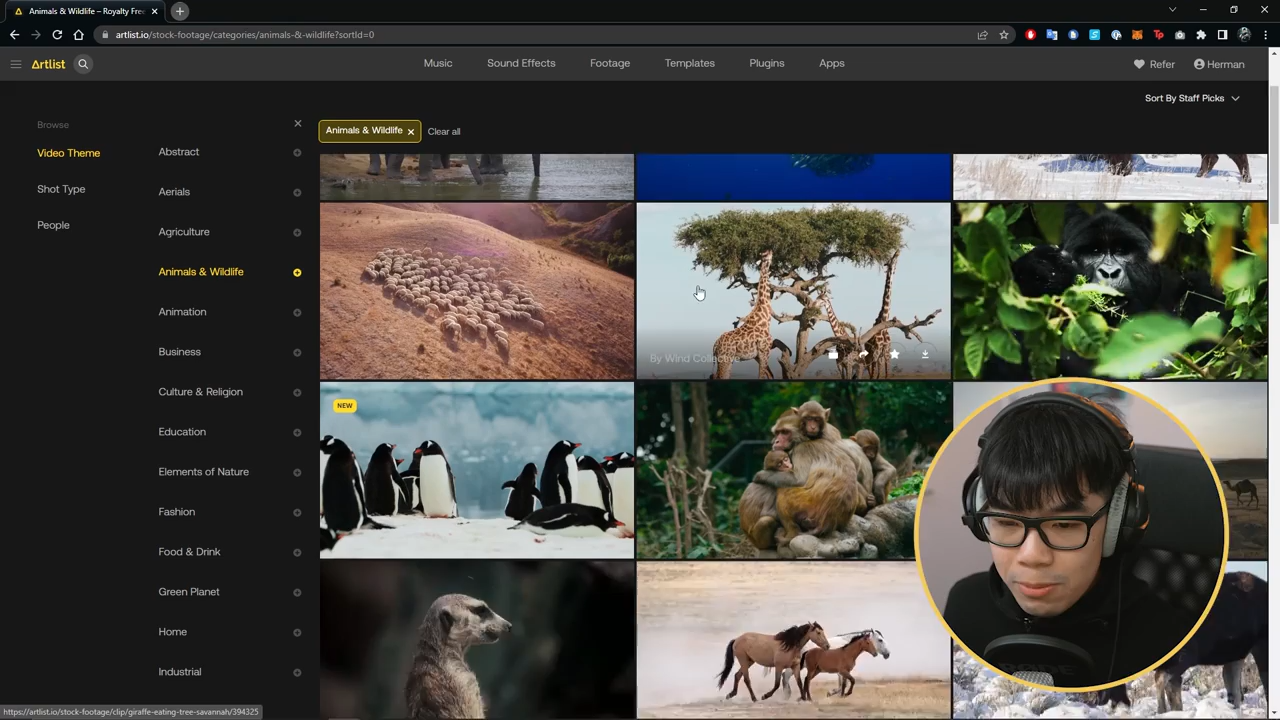 Animals & Wildlife – Royalty Free
artlist.io/stock-footage/categories/animals-&-wildlife?sortId=0
Artlist
Music
Sound Effects
Footage
Templates
Plugins
Apps
Refer
Herman
Sort By Staff Picks
Browse
Video Theme
Shot Type
People
Abstract
Aerials
Agriculture
Animals & Wildlife
Animation
Business
Culture & Religion
Education
Elements of Nature
Fashion
Food & Drink
Green Planet
Home
Industrial
Animals & Wildlife
Clear all
By Wind Collective
NEW
RODE
https://artlist.io/stock-footage/clip/giraffe-eating-tree-savannah/394325